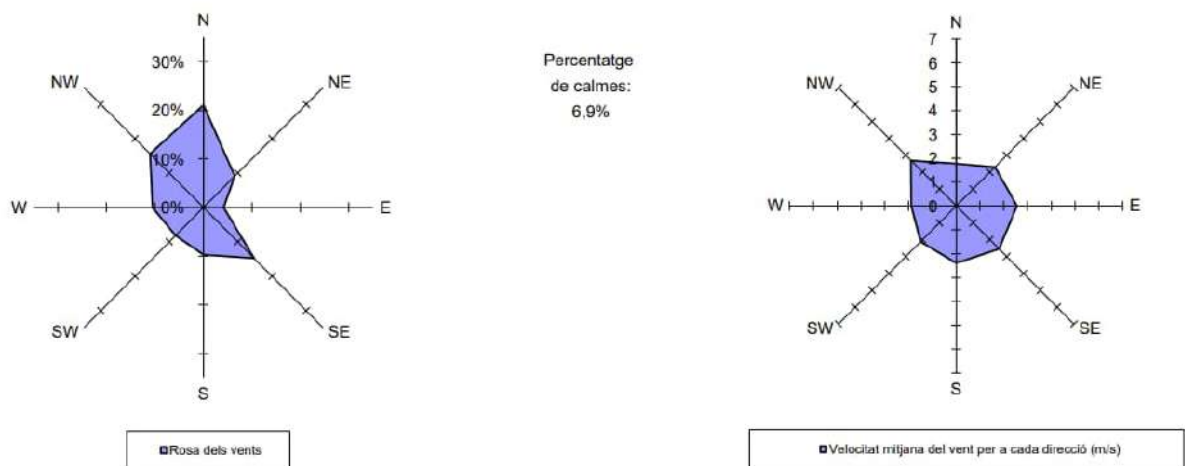 N
30%
NW
NE
20%
10%
W
0%
E
SW
SE
S
Rosa dels vents
Percentatge
de calmes:
6,9%
N
7
6
NW
NE
5
4
3
2
1
W
0
E
SW
SE
S
Velocitat mitjana del vent per a cada direcció (m/s)